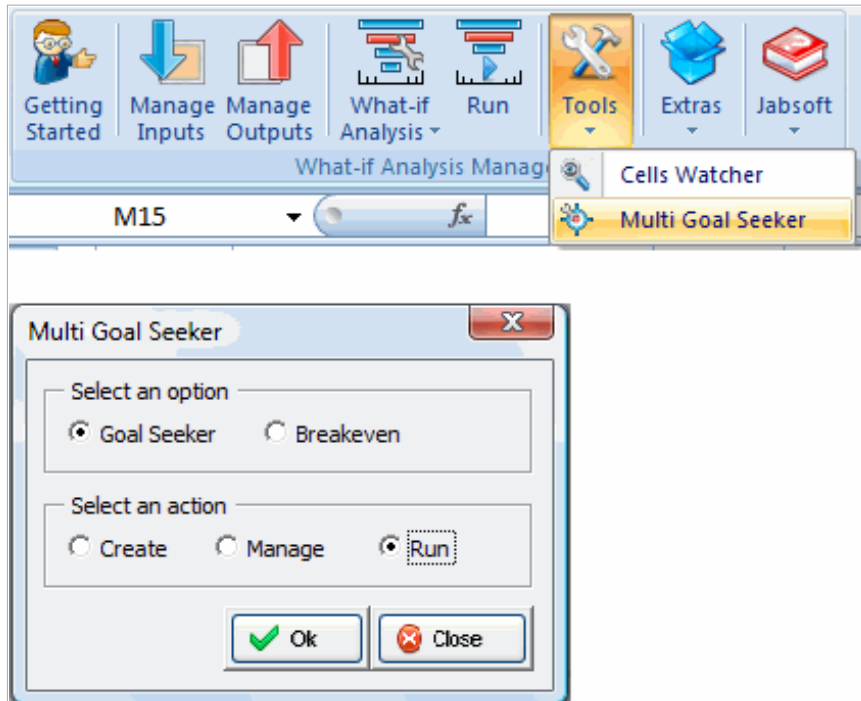 Getting Started
Manage Inputs
Manage Outputs
What-if Analysis
Run
Tools
Extras
Jabsoft
What-if Analysis Manag
Cells Watcher
M15
fx
Multi Goal Seeker
Multi Goal Seeker
Select an option
Goal Seeker Breakeven
Select an action
Create Manage Run
Ok Close